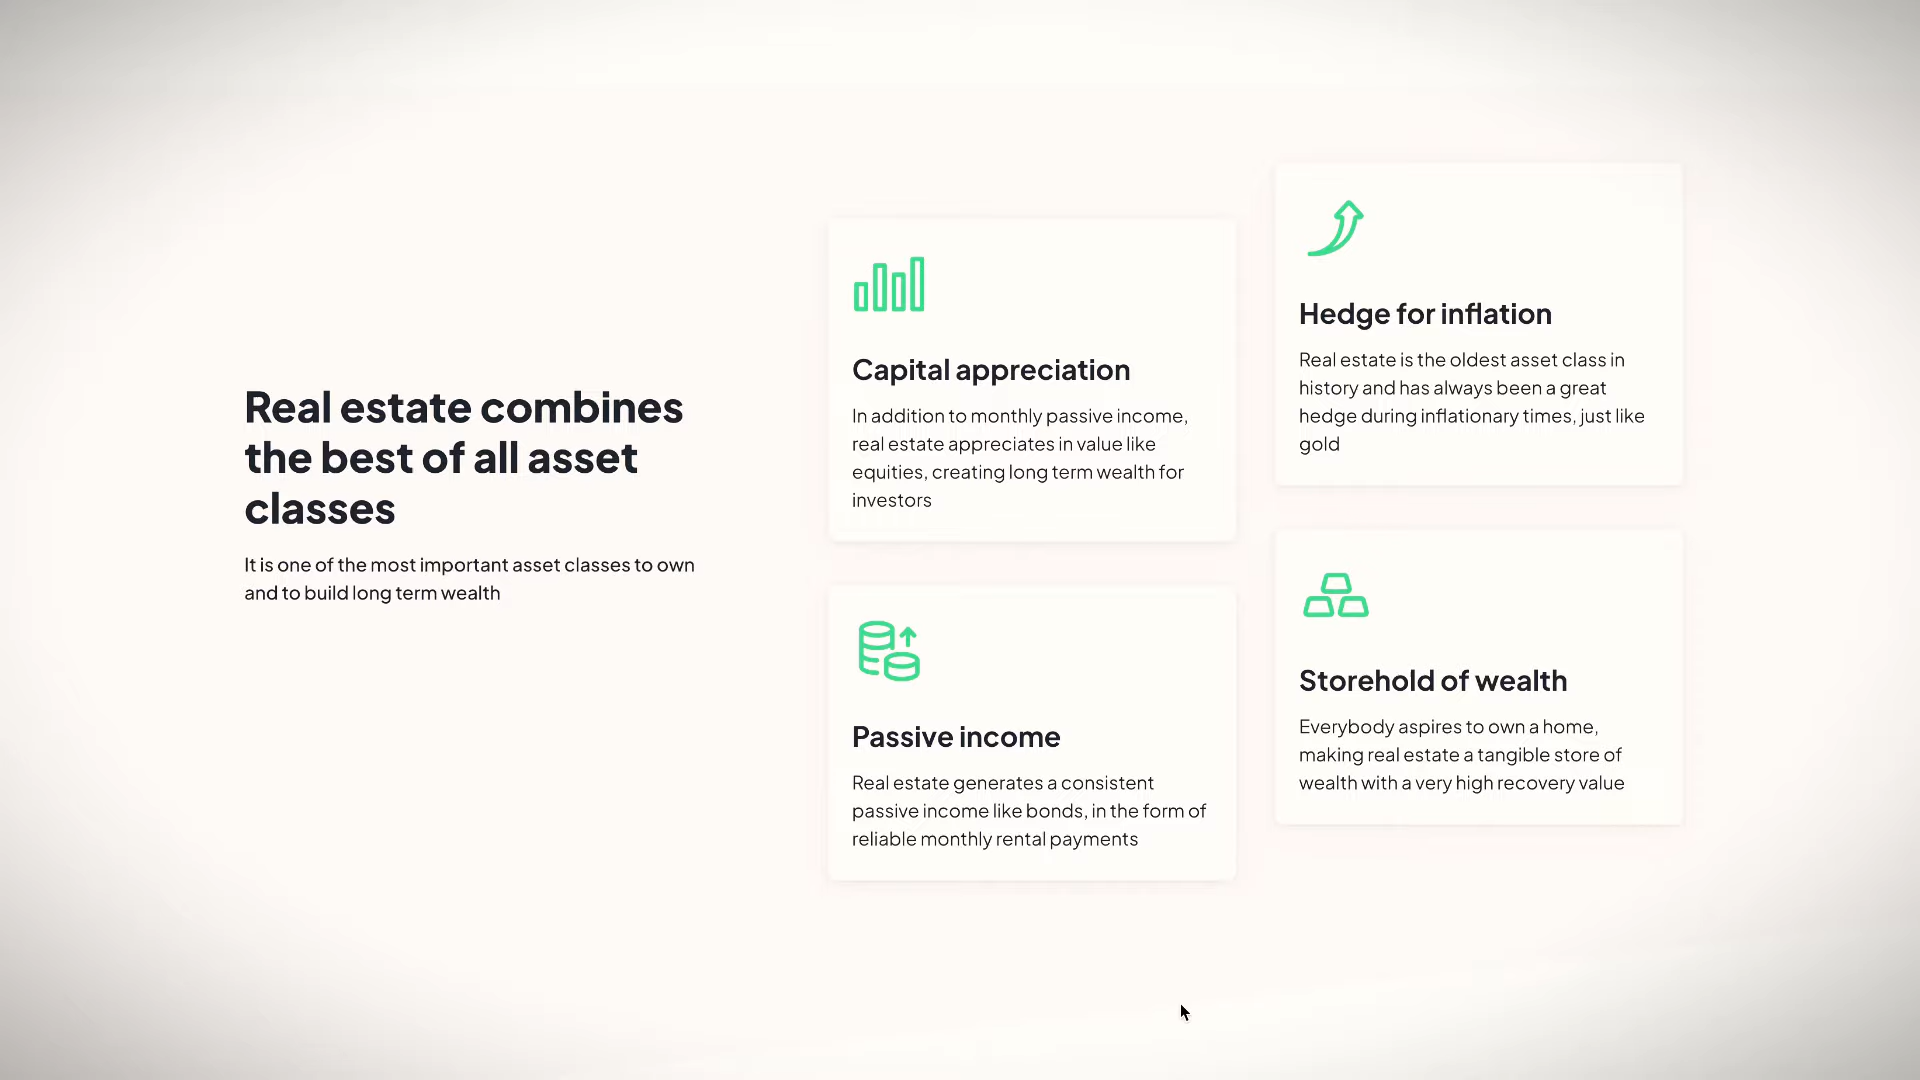 Real estate combines
the best of all asset
classes
It is one of the most important asset classes to own
and to build long term wealth
Capital appreciation
In addition to monthly passive income,
real estate appreciates in value like
equities, creating long term wealth for
investors
Passive income
Real estate generates a consistent
passive income like bonds, in the form of
reliable monthly rental payments
Hedge for inflation
Real estate is the oldest asset class in
history and has always been a great
hedge during inflationary times, just like
gold
Storehold of wealth
Everybody aspires to own a home,
making real estate a tangible store of
wealth with a very high recovery value